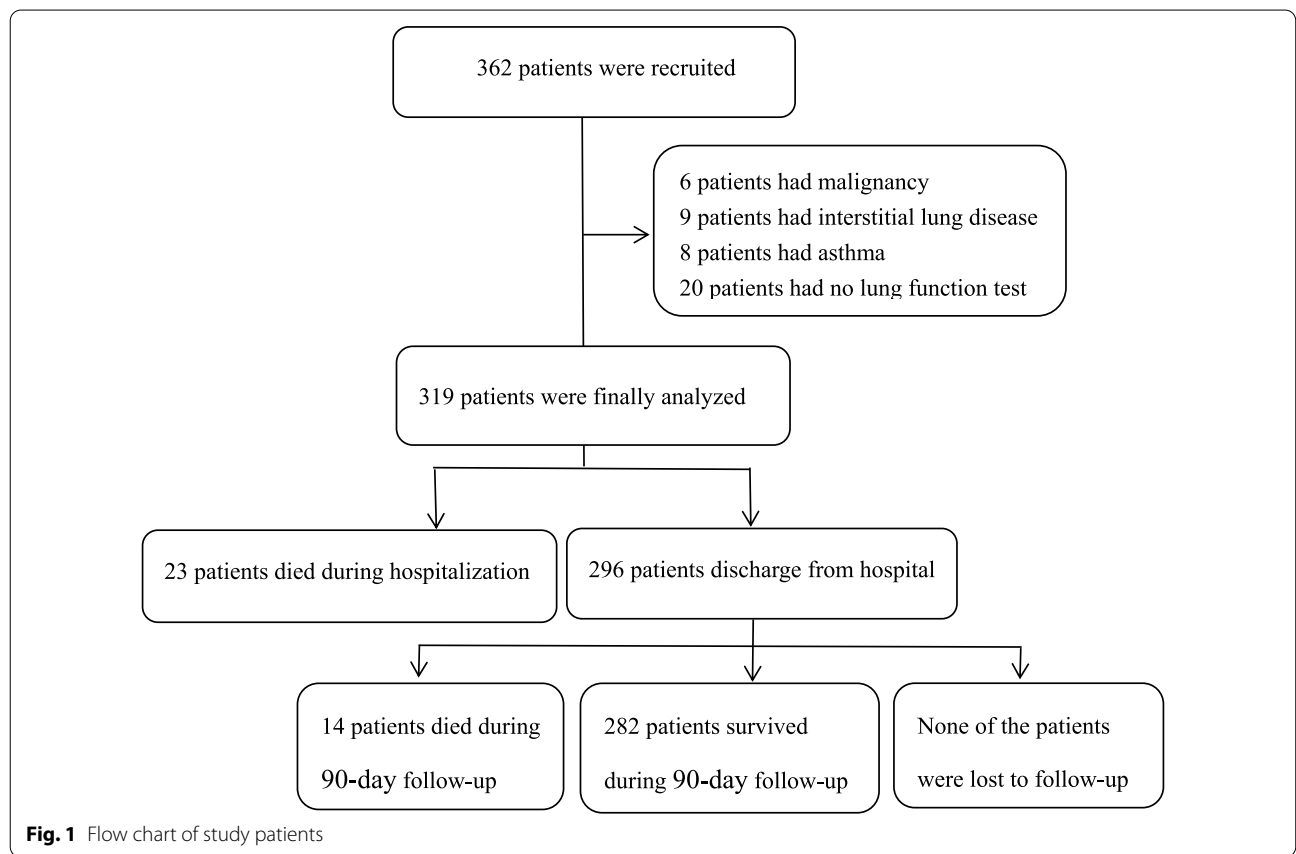 362 patients were recruited
6 patients had malignancy
9 patients had interstitial lung disease
8 patients had asthma
20 patients had no lung function test
319 patients were finally analyzed
23 patients died during hospitalization
296 patients discharge from hospital
14 patients died during
90-day follow-up
282 patients survived
during 90-day follow-up
None of the patients
were lost to follow-up
Fig. 1 Flow chart of study patients